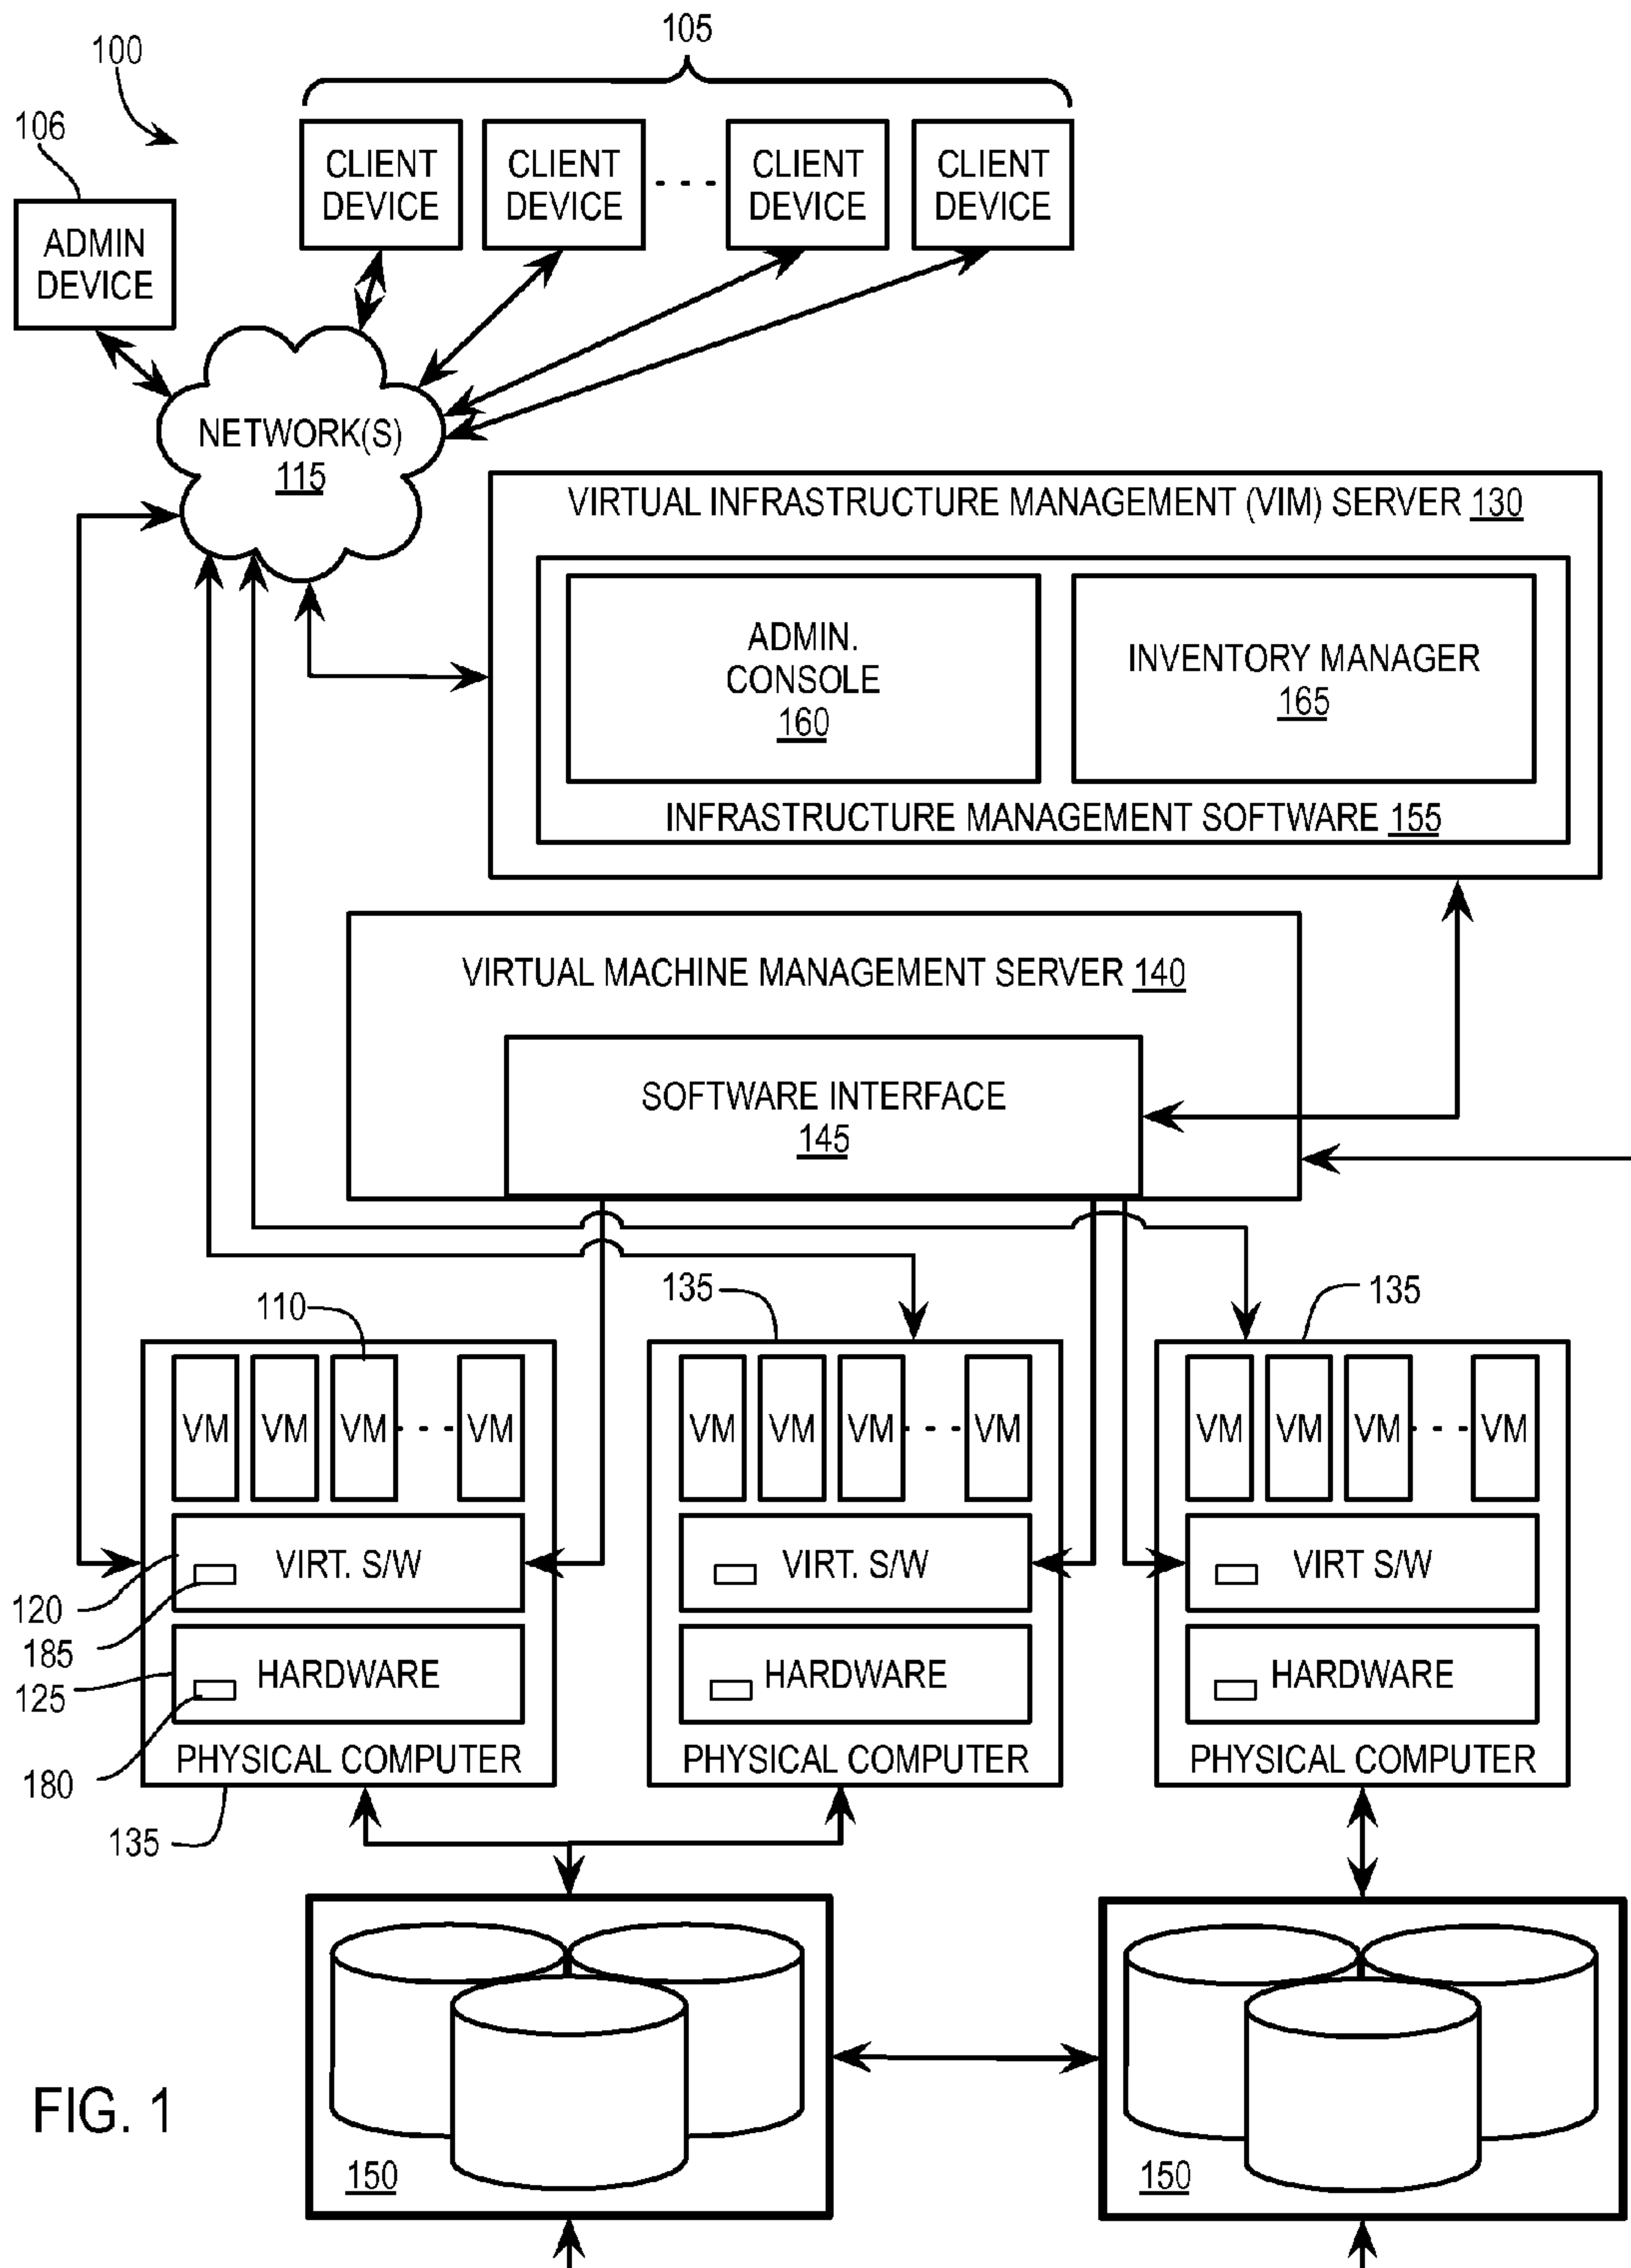 105
100
106
CLIENT
DEVICE
CLIENT
DEVICE
CLIENT
DEVICE
CLIENT
DEVICE
ADMIN
DEVICE
NETWORK(S)
115
VIRTUAL INFRASTRUCTURE MANAGEMENT (VIM) SERVER 130
ADMIN.
CONSOLE
160
INVENTORY MANAGER
165
INFRASTRUCTURE MANAGEMENT SOFTWARE 155
VIRTUAL MACHINE MANAGEMENT SERVER 140
SOFTWARE INTERFACE
145
110
135
135
VM VM VM VM
VM VM VM VM
VM VM VM VM
VIRT. S/W
VIRT. S/W
VIRT S/W
120
185
HARDWARE
HARDWARE
HARDWARE
125
PHYSICAL COMPUTER
PHYSICAL COMPUTER
PHYSICAL COMPUTER
180
135
FIG. 1
150
150